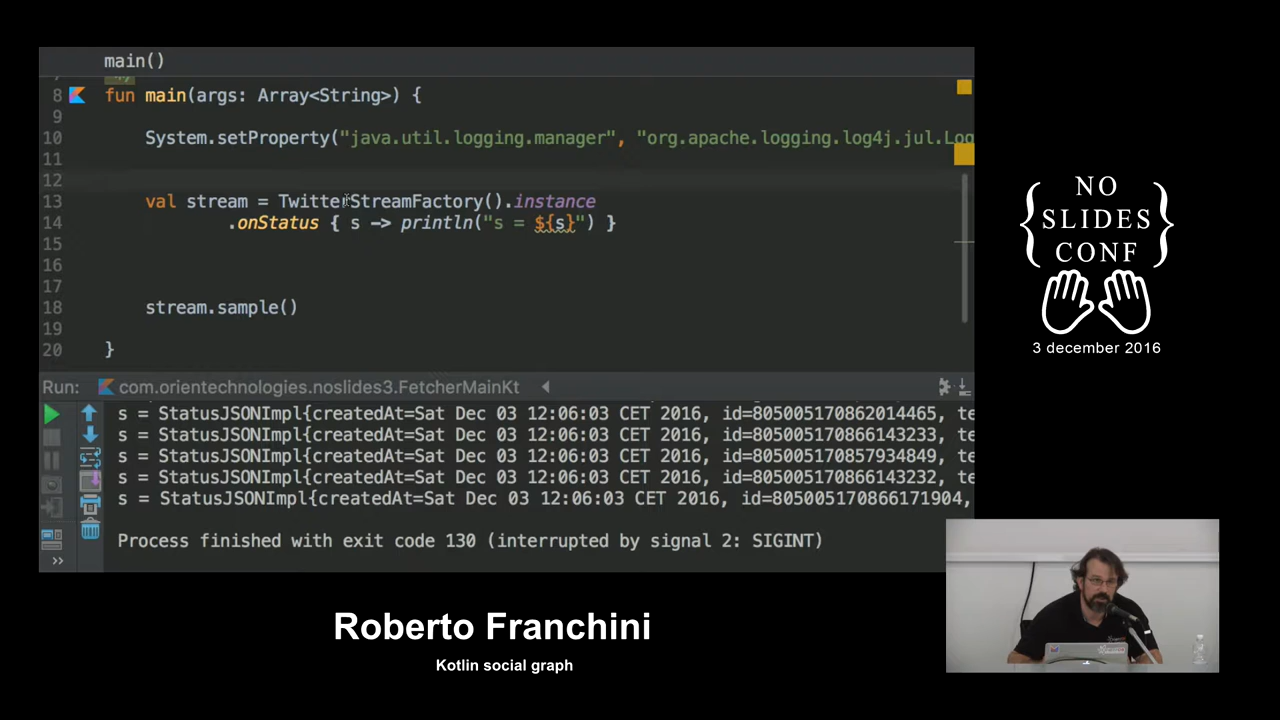 main()
8 fun main(args: Array<String>) {
9
10 System.setProperty("java.util.logging.manager", "org.apache.logging.log4j.jul.Log
11
12
13 val stream = TwitterStreamFactory().instance
14 .onStatus { s -> println("s = ${s}") }
15
16
17
18 stream.sample()
19
20 }
Run: com.orientechnologies.noslides3.FetcherMainKt
s = StatusJSONImpl{createdAt=Sat Dec 03 12:06:03 CET 2016, id=805005170862014465, te
s = StatusJSONImpl{createdAt=Sat Dec 03 12:06:03 CET 2016, id=805005170866143233, te
s = StatusJSONImpl{createdAt=Sat Dec 03 12:06:03 CET 2016, id=805005170857934849, te
s = StatusJSONImpl{createdAt=Sat Dec 03 12:06:03 CET 2016, id=805005170866143232, te
s = StatusJSONImpl{createdAt=Sat Dec 03 12:06:03 CET 2016, id=805005170866171904,
Process finished with exit code 130 (interrupted by signal 2: SIGINT)
NO
SLIDES
CONF
3 december 2016
Roberto Franchini
Kotlin social graph